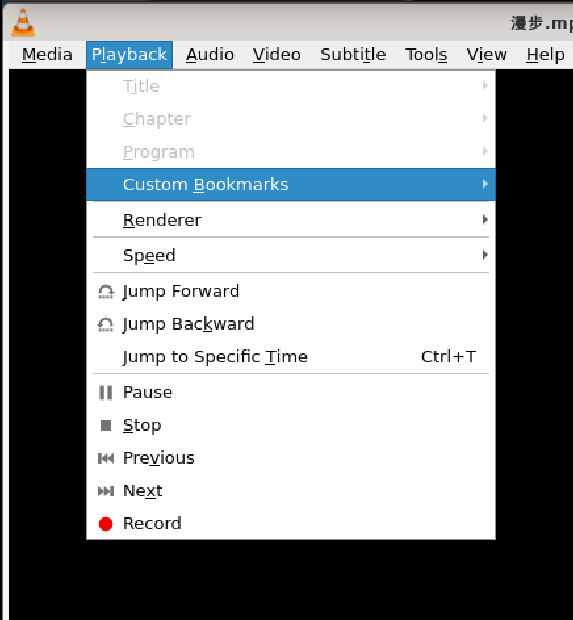 漫步.mp
Media Playback Audio Video Subtitle Tools View Help
Title
Chapter
Program
Custom Bookmarks
Renderer
Speed
Jump Forward
Jump Backward
Jump to Specific Time Ctrl+T
Pause
Stop
Previous
Next
Record